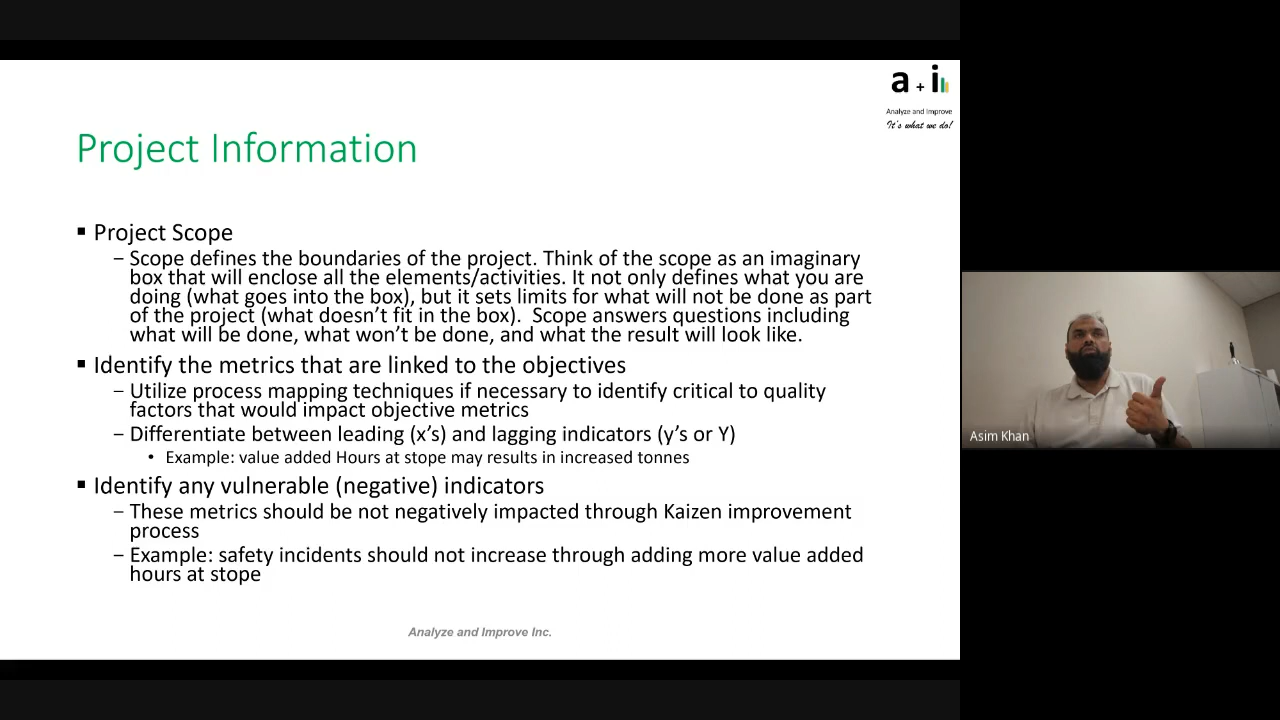 a + i
Analyze and Improve
It's what we do!
Project Information
▪ Project Scope
– Scope defines the boundaries of the project. Think of the scope as an imaginary
box that will enclose all the elements/activities. It not only defines what you are
doing (what goes into the box), but it sets limits for what will not be done as part
of the project (what doesn't fit in the box).  Scope answers questions including
what will be done, what won't be done, and what the result will look like.
▪ Identify the metrics that are linked to the objectives
– Utilize process mapping techniques if necessary to identify critical to quality
factors that would impact objective metrics
– Differentiate between leading (x's) and lagging indicators (y's or Y)
• Example: value added Hours at stope may results in increased tonnes
▪ Identify any vulnerable (negative) indicators
– These metrics should be not negatively impacted through Kaizen improvement
process
– Example: safety incidents should not increase through adding more value added
hours at stope
Analyze and Improve Inc.
Asim Khan